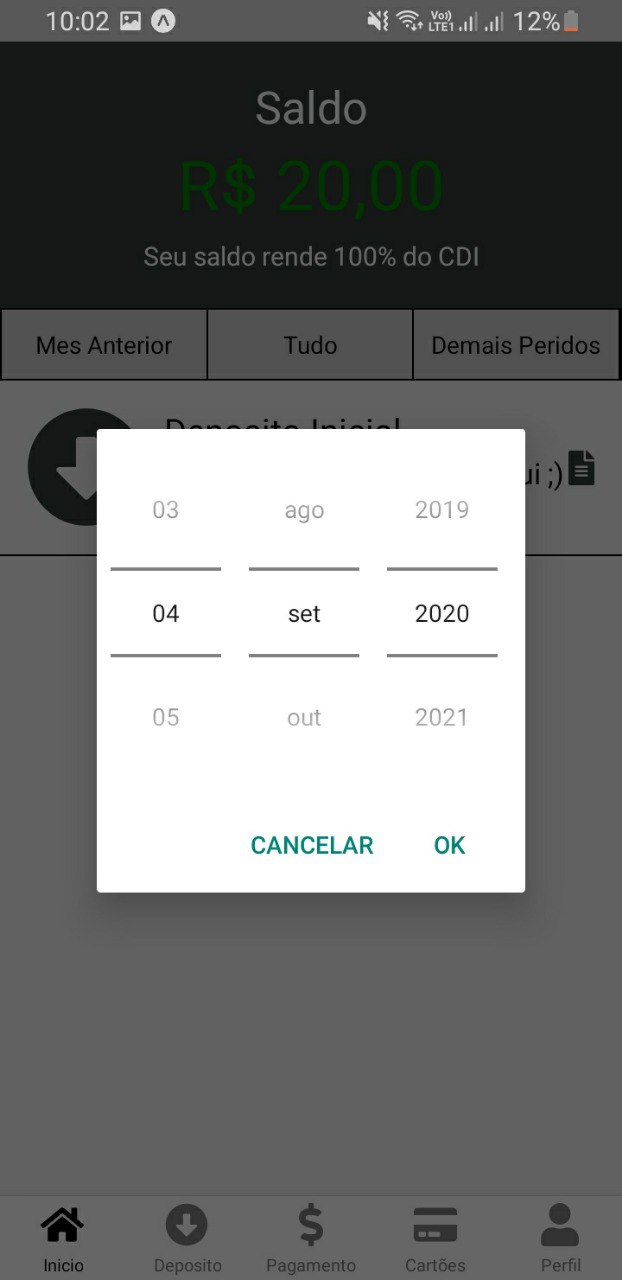 10:02 Vo)) LTE1 12%
Saldo
R$ 20,00
Seu saldo rende 100% do CDI
Mes Anterior Tudo Demais Peridos
Deposito Inicial
ui ;)
03 ago 2019
04 set 2020
05 out 2021
CANCELAR OK
Inicio Deposito Pagamento Cartões Perfil